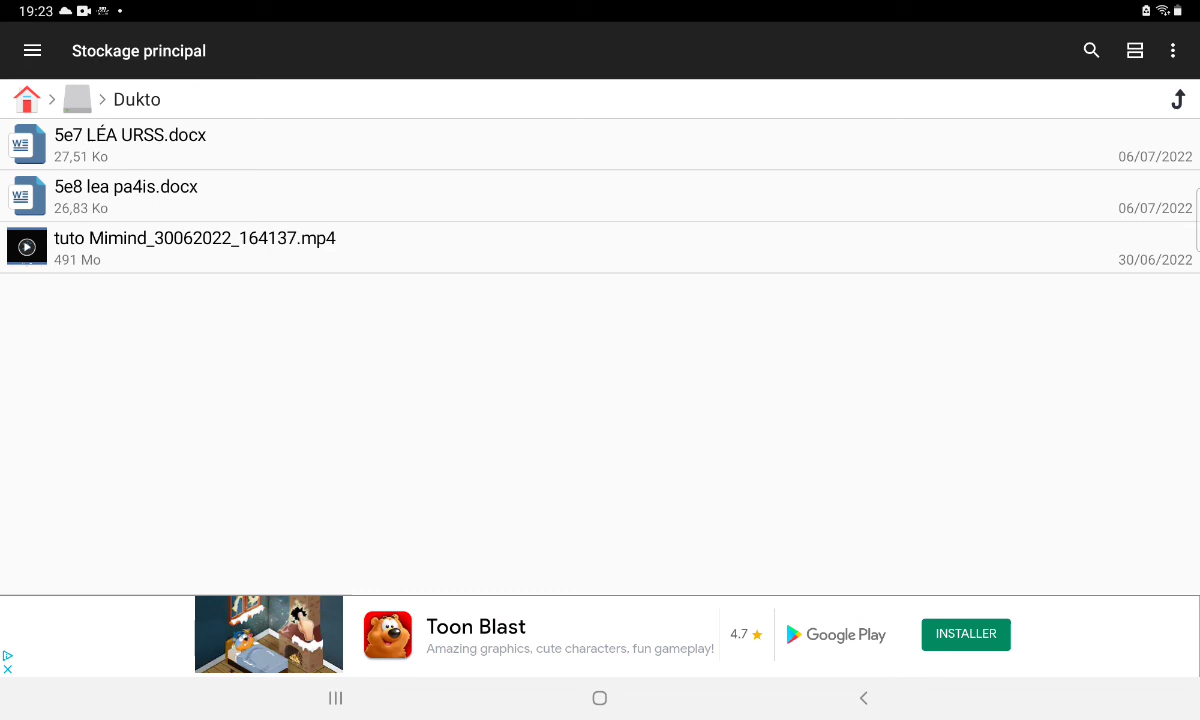 19:23
Stockage principal
Dukto
5e7 LÉA URSS.docx
27,51 Ko
06/07/2022
5e8 lea pa4is.docx
26,83 Ko
06/07/2022
tuto Mimind_30062022_164137.mp4
491 Mo
30/06/2022
Toon Blast
Amazing graphics, cute characters, fun gameplay!
4.7 ★
Google Play
INSTALLER